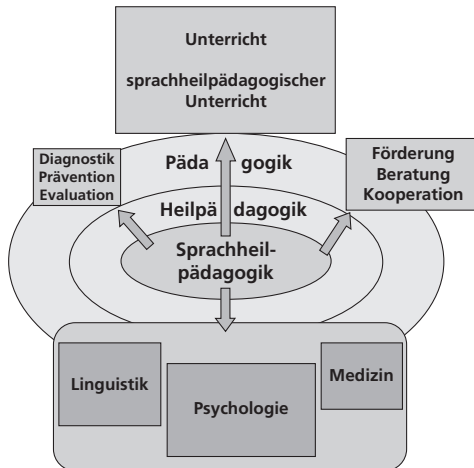 Unterricht
sprachheilpädagogischer
Unterricht
Diagnostik
Prävention
Evaluation
Förderung
Beratung
Kooperation
Päda gogik
Heilpä dagogik
Sprachheil-
pädagogik
Linguistik
Psychologie
Medizin